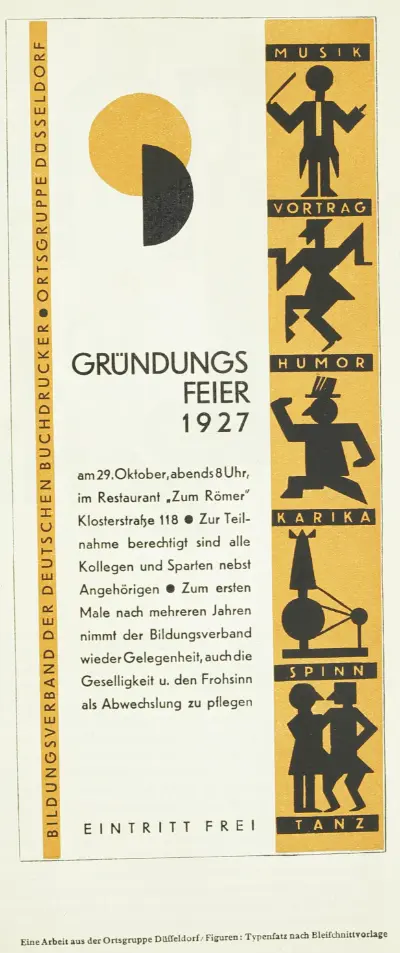 BILDUNGSVERBAND DER DEUTSCHEN BUCHDRUCKER ● ORTSGRUPPE DÜSSELDORF
GRÜNDUNGS
FEIER
1927
am 29. Oktober, abends 8 Uhr,
im Restaurant „Zum Römer“
Klosterstraße 118 ● Zur Teil-
nahme berechtigt sind alle
Kollegen und Sparten nebst
Angehörigen ● Zum ersten
Male nach mehreren Jahren
nimmt der Bildungsverband
wieder Gelegenheit, auch die
Geselligkeit u. den Frohsinn
als Abwechslung zu pflegen
EINTRITT FREI
MUSIK
VORTRAG
HUMOR
KARIKA
SPINN
TANZ
Eine Arbeit aus der Ortsgruppe Düſſeldorf / Figuren: Typenſatz nach Bleiſchnittvorlage